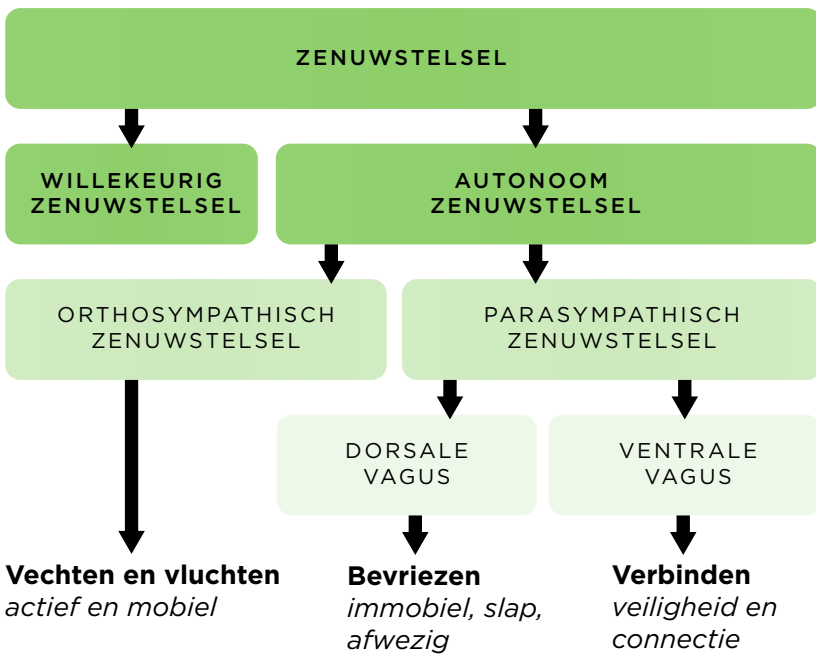 ZENUWSTELSEL
WILLEKEURIG
ZENUWSTELSEL
AUTONOOM
ZENUWSTELSEL
ORTHOSYMPATHISCH
ZENUWSTELSEL
PARASYMPATHISCH
ZENUWSTELSEL
DORSALE
VAGUS
VENTRALE
VAGUS
Vechten en vluchten
actief en mobiel
Bevriezen
immobiel, slap,
afwezig
Verbinden
veiligheid en
connectie